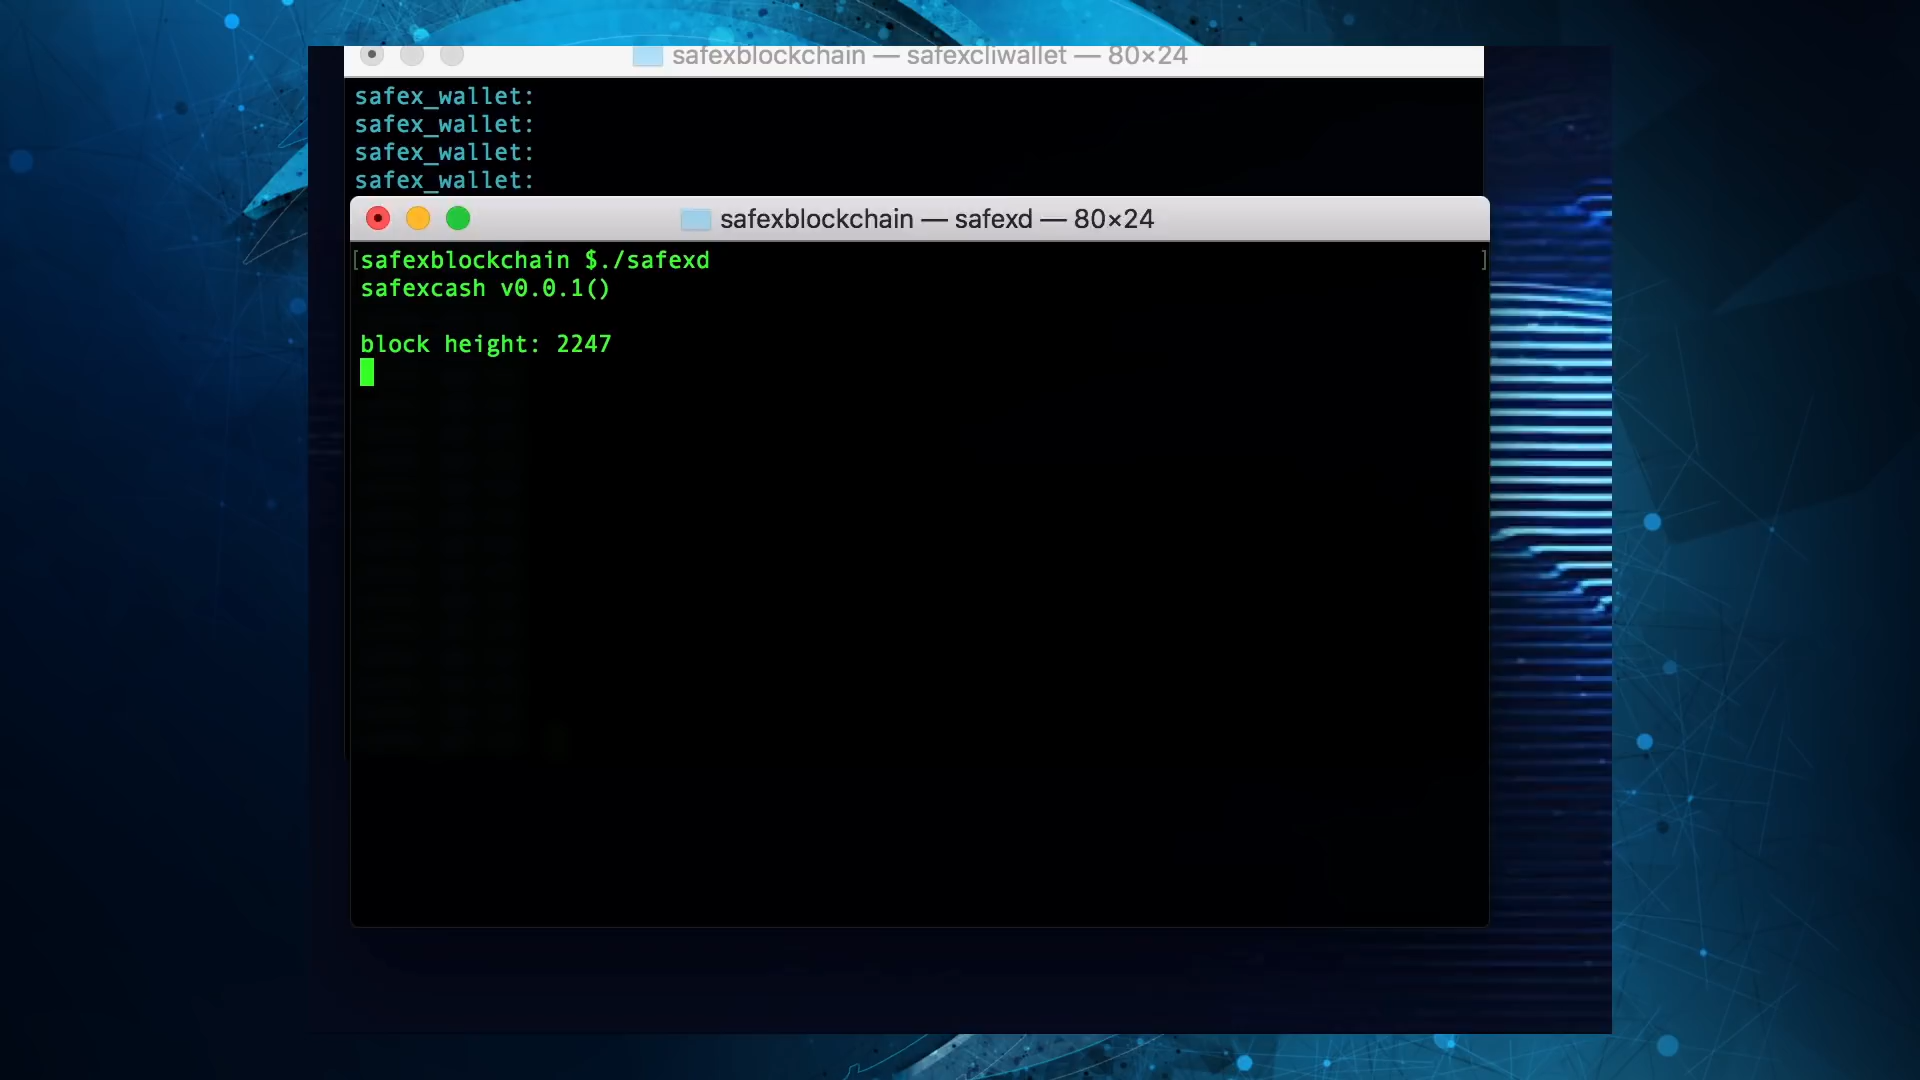 safexblockchain — safexcliwallet — 80×24
safex_wallet:
safex_wallet:
safex_wallet:
safex_wallet:
safexblockchain — safexd — 80×24
[safexblockchain $./safexd ]
safexcash v0.0.1()
block height: 2247